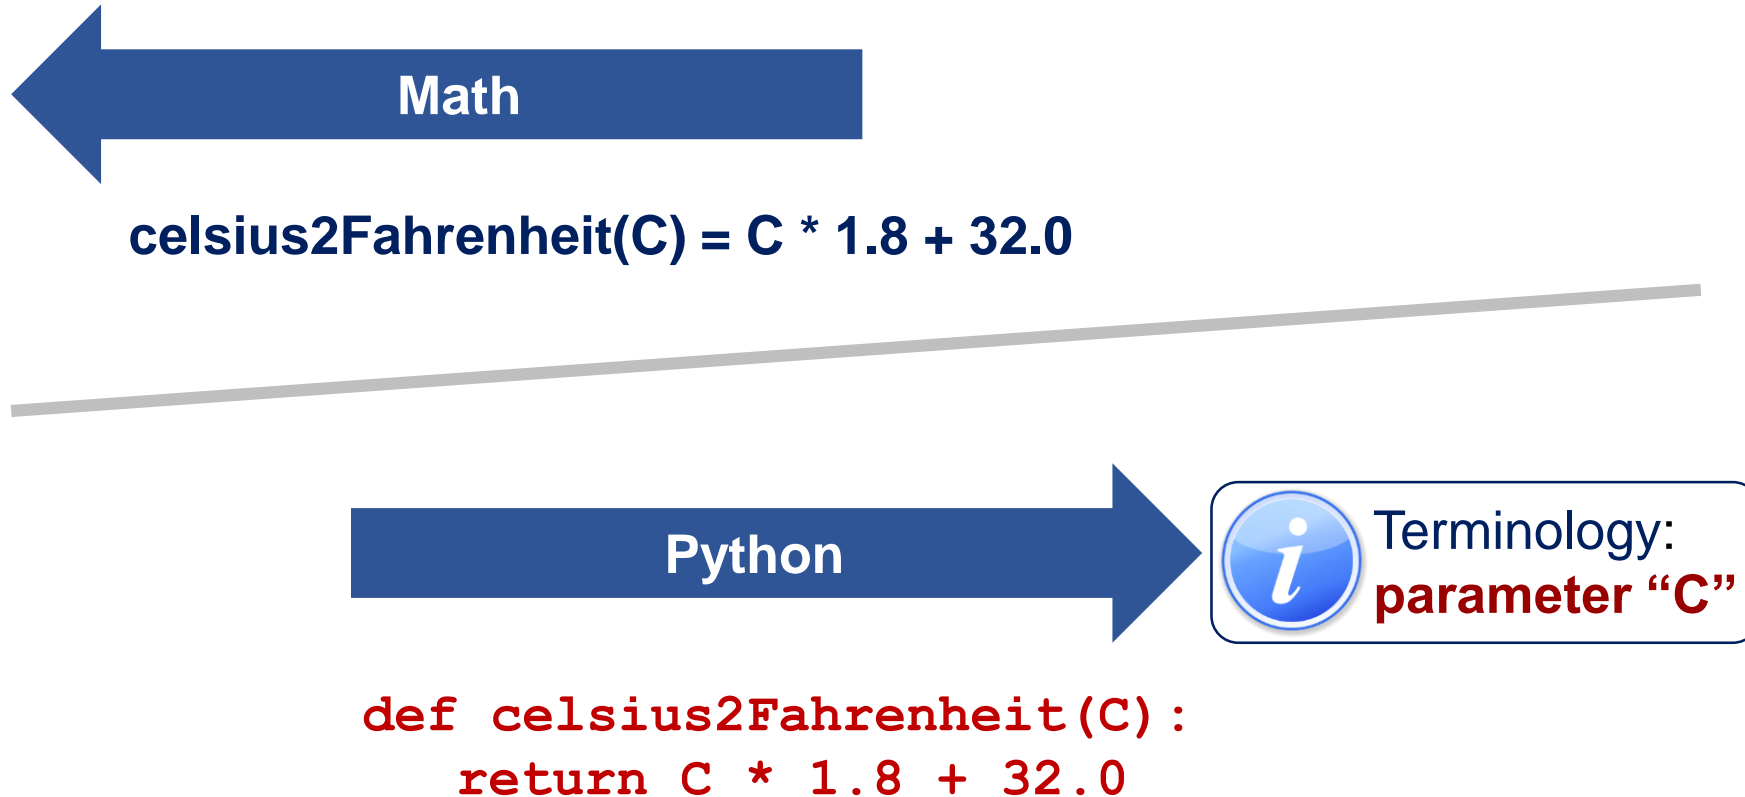 Math
celsius2Fahrenheit(C) = C * 1.8 + 32.0
Python
Terminology:
parameter “C”
def celsius2Fahrenheit(C):
return C * 1.8 + 32.0